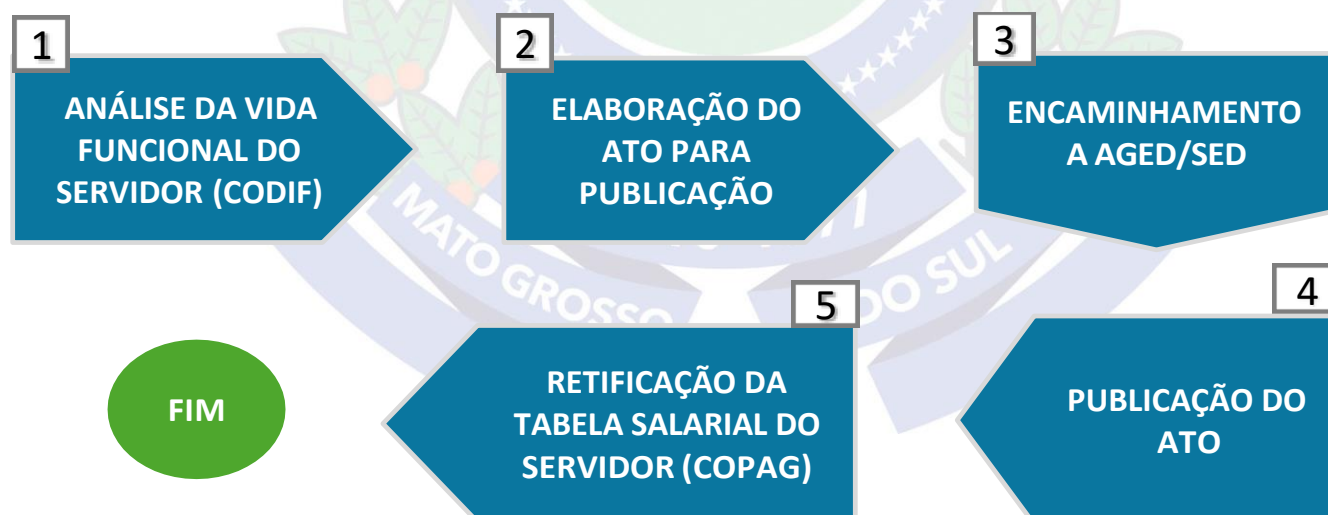 1
ANÁLISE DA VIDA
FUNCIONAL DO
SERVIDOR (CODIF)
2
ELABORAÇÃO DO
ATO PARA
PUBLICAÇÃO
3
ENCAMINHAMENTO
A AGED/SED
4
PUBLICAÇÃO DO
ATO
5
RETIFICAÇÃO DA
TABELA SALARIAL DO
SERVIDOR (COPAG)
FIM
MATO GROSSO
DO SUL